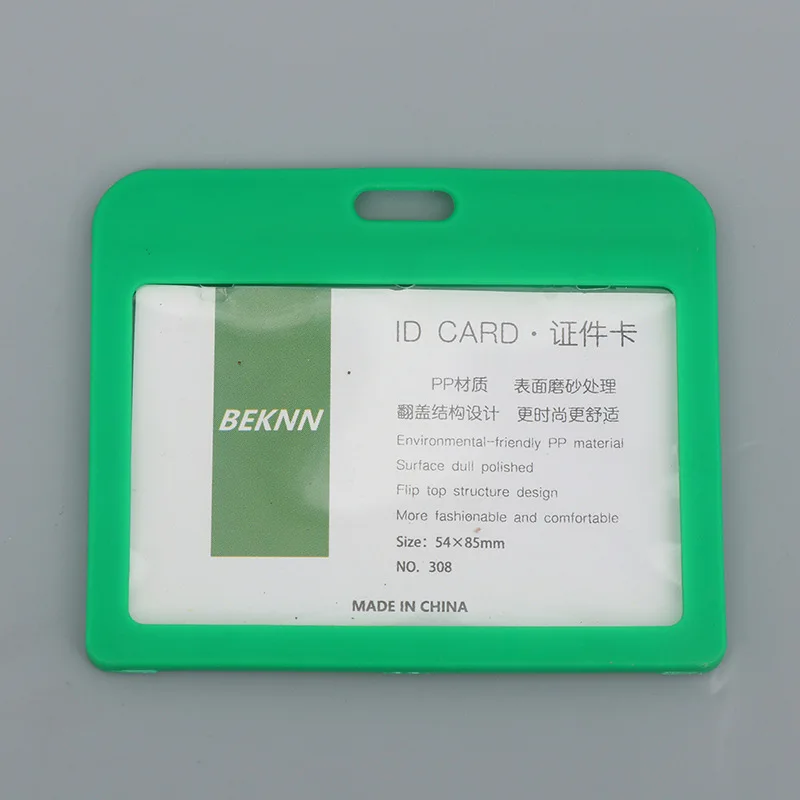 BEKNN
ID CARD · 证件卡
PP材质 表面磨砂处理
翻盖结构设计 更时尚更舒适
Environmental-friendly PP material
Surface dull polished
Flip top structure design
More fashionable and comfortable
Size: 54×85mm
NO. 308
MADE IN CHINA